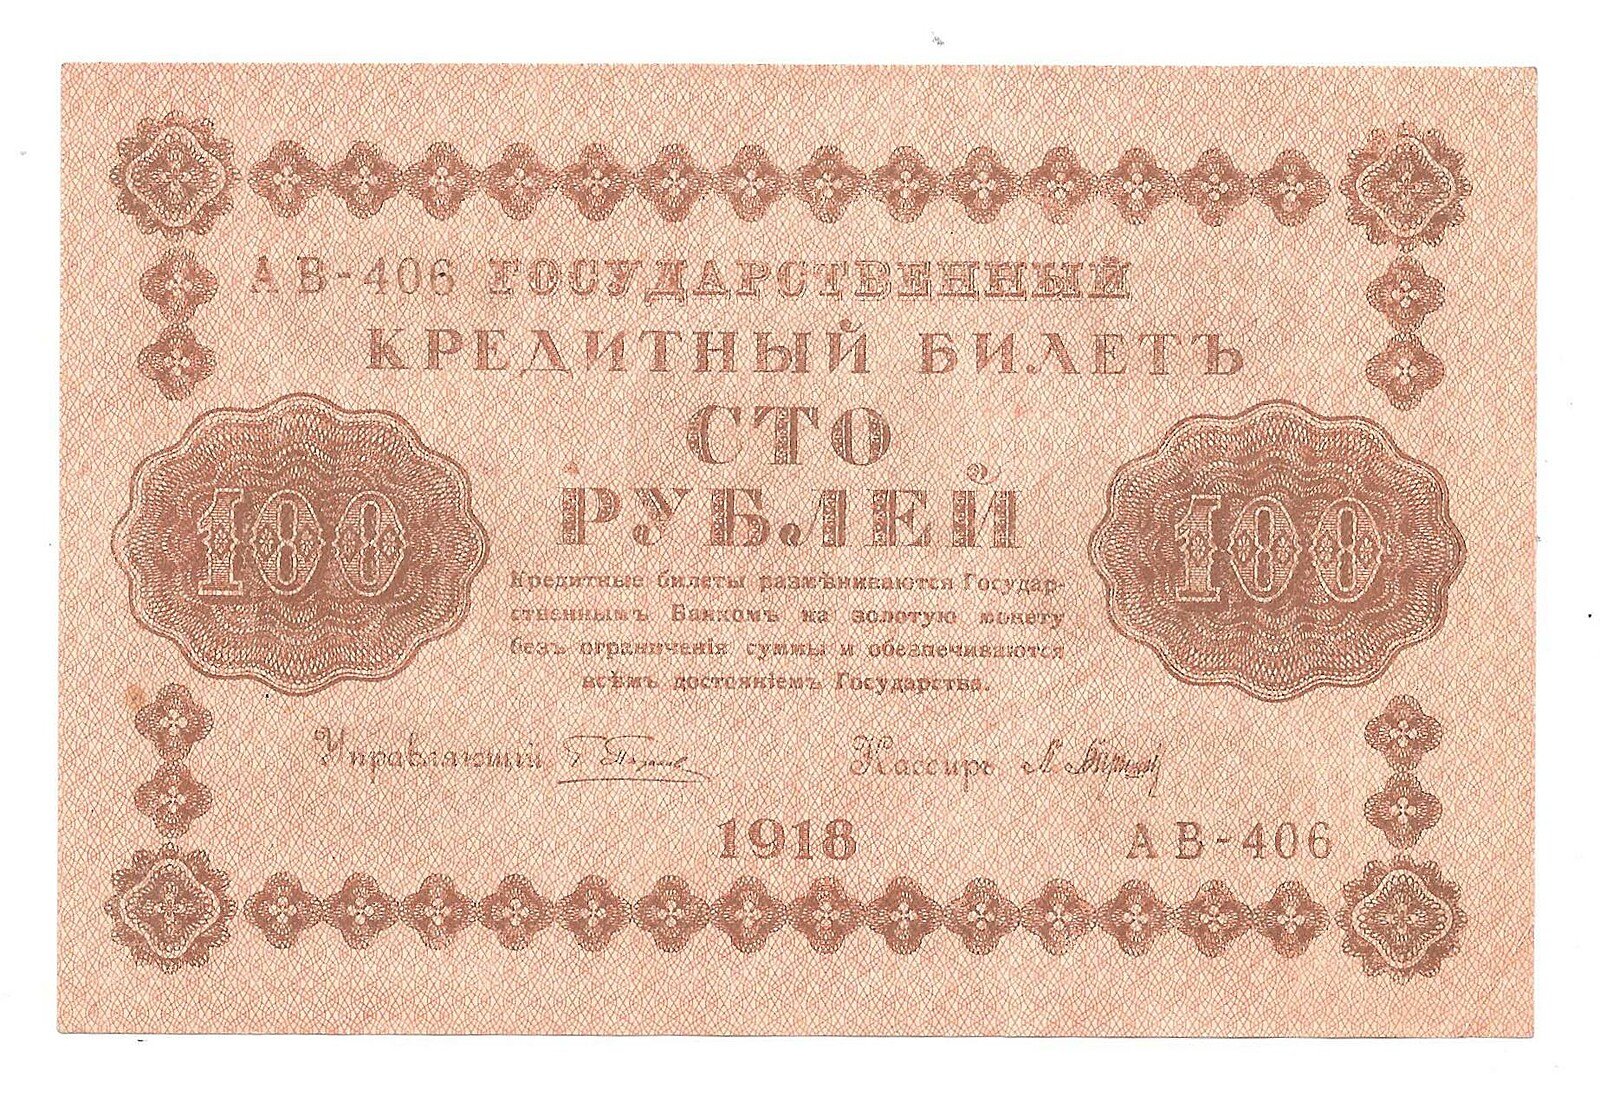 АВ-406 ГОСУДАРСТВЕННЫЙ
КРЕДИТНЫЙ БИЛЕТЪ
СТО
РУБЛЕЙ
100
100
Кредитные билеты размѣниваются Государ-
ственнымъ Банкомъ на золотую монету
безъ ограниченія суммы и обезпечиваются
всѣмъ достояніемъ Государства.
Управляющій Кассиръ
1918 АВ-406